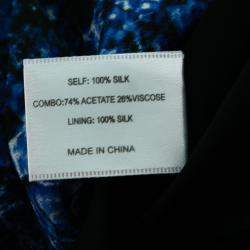 SELF: 100% SILK
COMBO:74% ACETATE 26%VISCOSE
LINING: 100% SILK
MADE IN CHINA